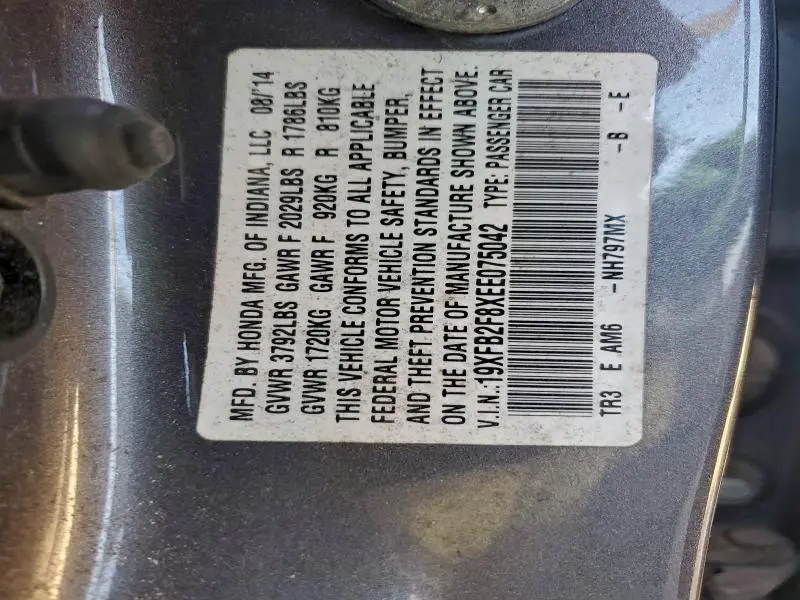 MFD. BY HONDA MFG. OF INDIANA, LLC 08/'14
GVWR 3792LBS GAWR F 2029LBS R 1786LBS
GVWR 1720KG GAWR F 920KG R 810KG
THIS VEHICLE CONFORMS TO ALL APPLICABLE
FEDERAL MOTOR VEHICLE SAFETY, BUMPER,
AND THEFT PREVENTION STANDARDS IN EFFECT
ON THE DATE OF MANUFACTURE SHOWN ABOVE.
V.I.N.:19XFB2F8XEE075042 TYPE: PASSENGER CAR
TR3 E AM6 -NH797MX -B -E